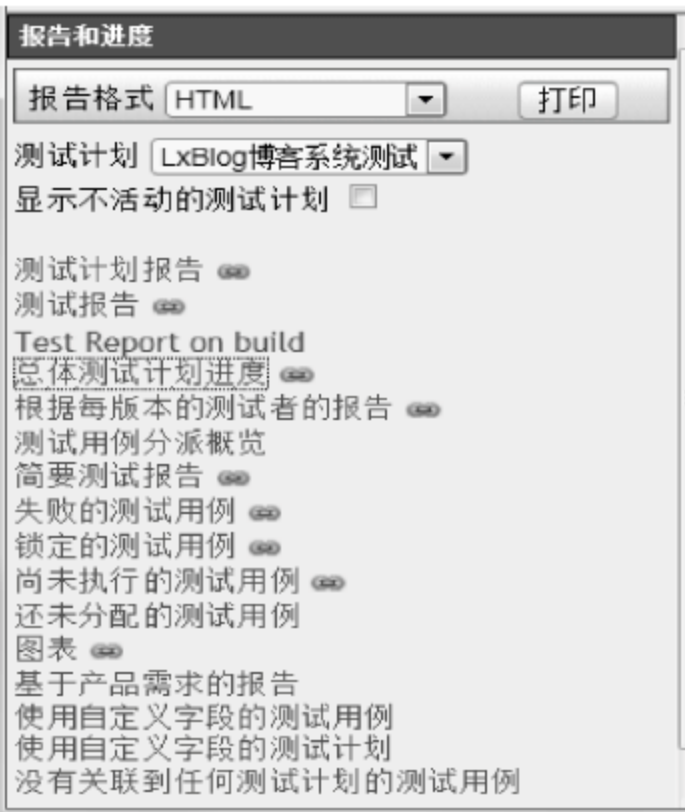 报告和进度
报告格式 HTML 打印
测试计划 LxBlog博客系统测试
显示不活动的测试计划
测试计划报告
测试报告
Test Report on build
总体测试计划进度
根据每版本的测试者的报告
测试用例分派概览
简要测试报告
失败的测试用例
锁定的测试用例
尚未执行的测试用例
还未分配的测试用例
图表
基于产品需求的报告
使用自定义字段的测试用例
使用自定义字段的测试计划
没有关联到任何测试计划的测试用例